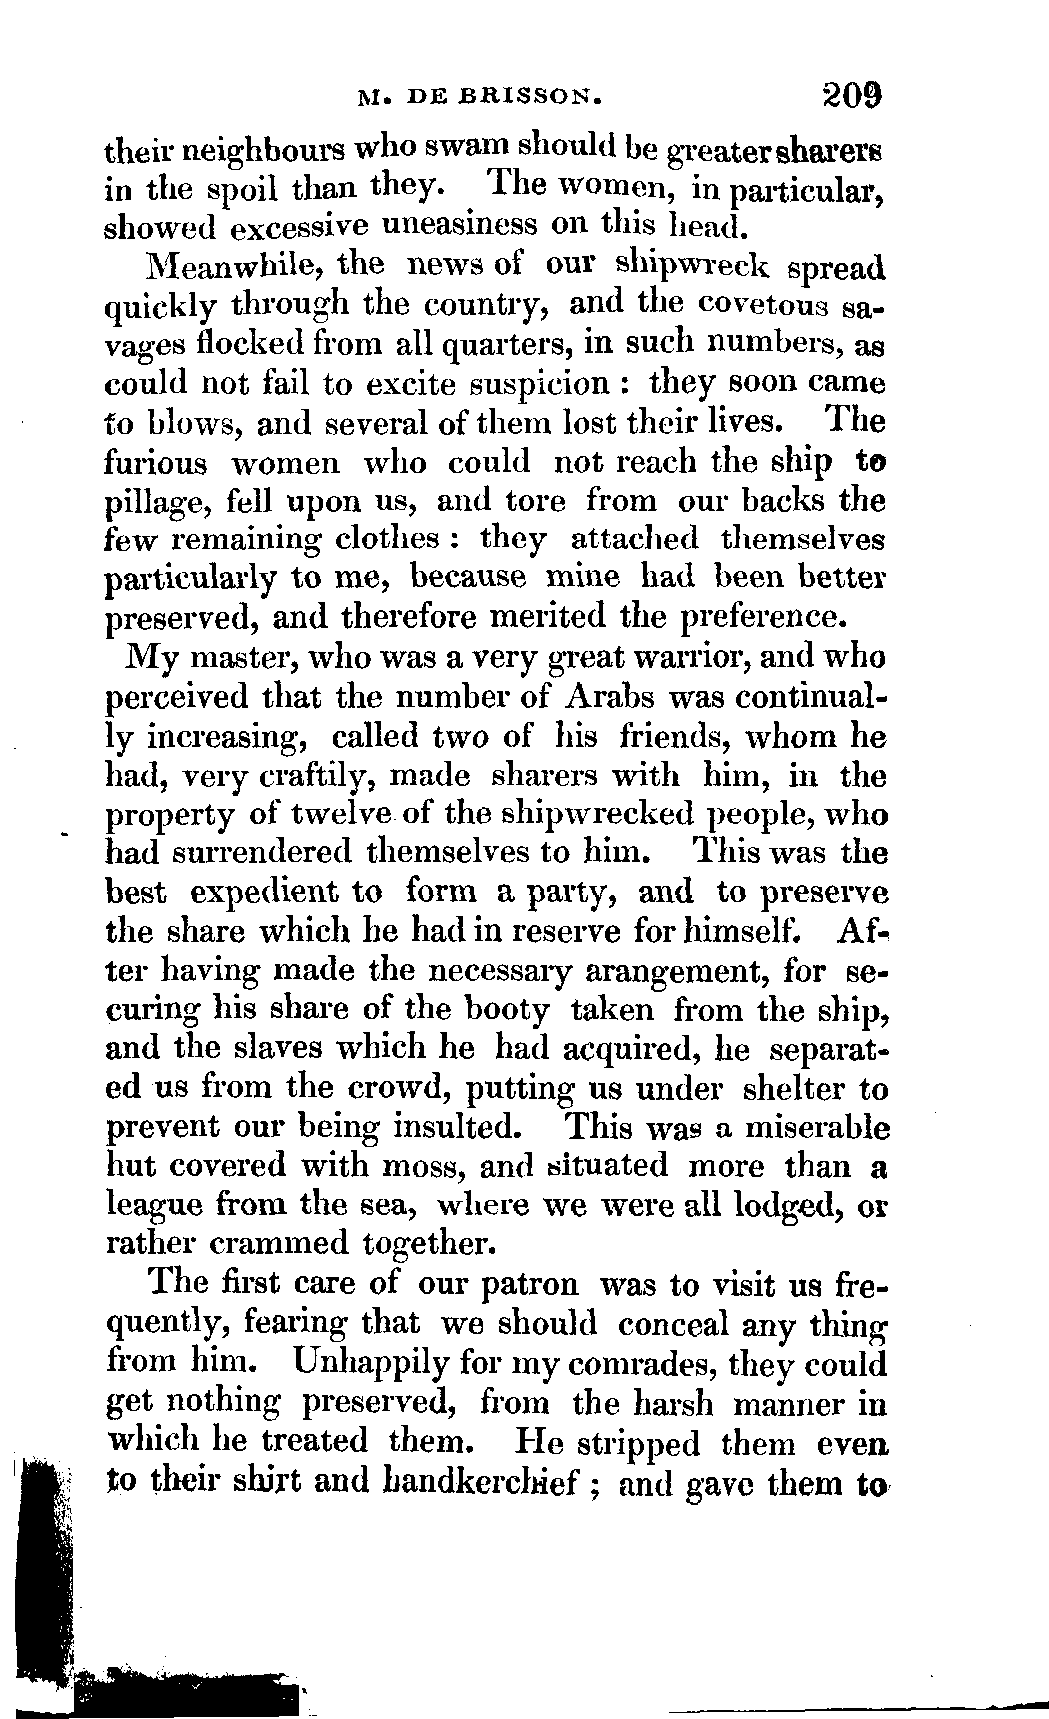 M. DE BRISSON. 209
their neighbours who swam should be greater sharers
in the spoil than they. The women, in particular,
showed excessive uneasiness on this head.
Meanwhile, the news of our shipwreck spread
quickly through the country, and the covetous sa-
vages flocked from all quarters, in such numbers, as
could not fail to excite suspicion : they soon came
to blows, and several of them lost their lives. The
furious women who could not reach the ship to
pillage, fell upon us, and tore from our backs the
few remaining clothes : they attached themselves
particularly to me, because mine had been better
preserved, and therefore merited the preference.
My master, who was a very great warrior, and who
perceived that the number of Arabs was continual-
ly increasing, called two of his friends, whom he
had, very craftily, made sharers with him, in the
property of twelve of the shipwrecked people, who
had surrendered themselves to him. This was the
best expedient to form a party, and to preserve
the share which he had in reserve for himself. Af-
ter having made the necessary arangement, for se-
curing his share of the booty taken from the ship,
and the slaves which he had acquired, he separat-
ed us from the crowd, putting us under shelter to
prevent our being insulted. This was a miserable
hut covered with moss, and situated more than a
league from the sea, where we were all lodged, or
rather crammed together.
The first care of our patron was to visit us fre-
quently, fearing that we should conceal any thing
from him. Unhappily for my comrades, they could
get nothing preserved, from the harsh manner in
which he treated them. He stripped them even
to their shirt and handkerchief ; and gave them to